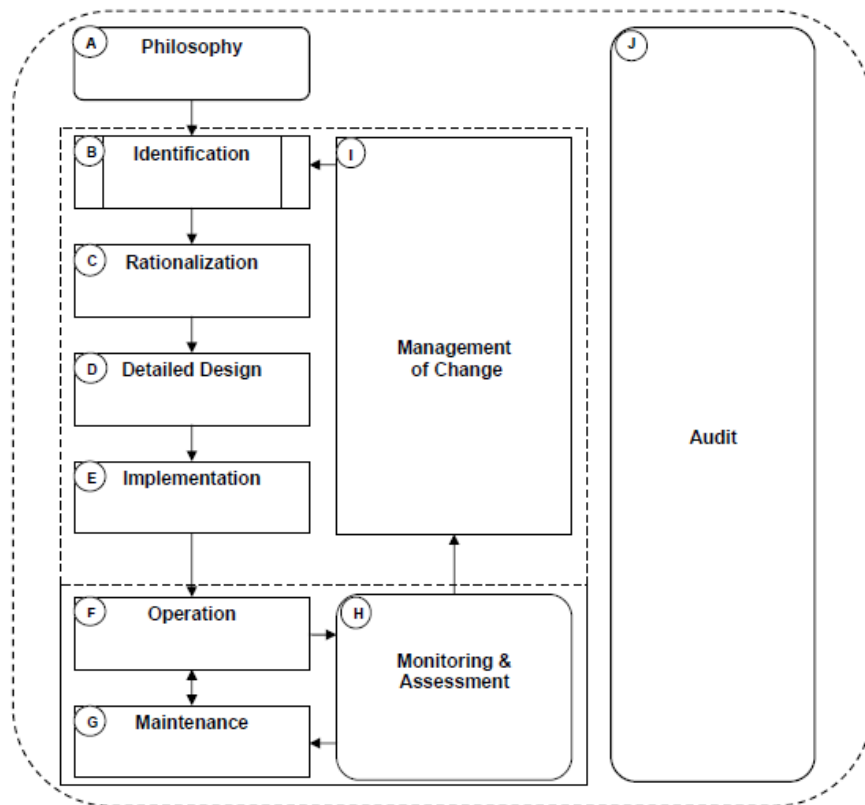 A
Philosophy
J
B
Identification
I
C
Rationalization
Management
of Change
D
Detailed Design
Audit
E
Implementation
F
Operation
H
Monitoring &
Assessment
G
Maintenance